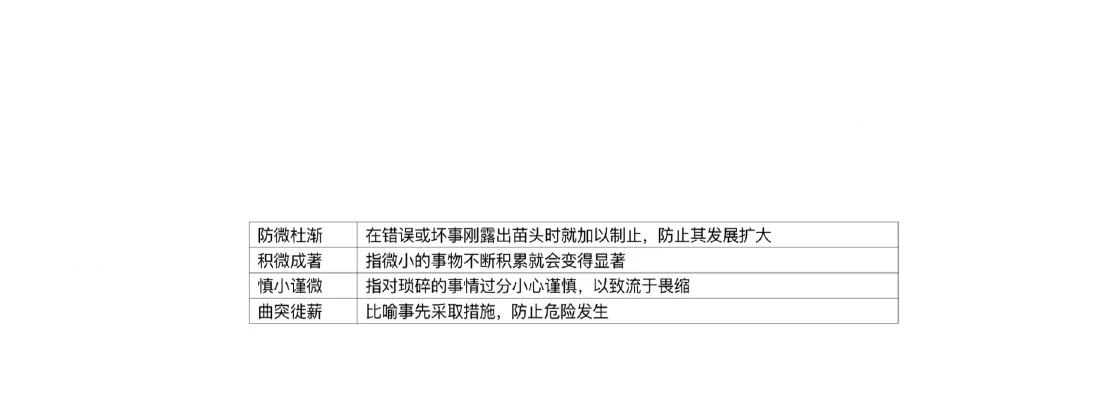 防微杜渐 在错误或坏事刚露出苗头时就加以制止，防止其发展扩大
积微成著 指微小的事物不断积累就会变得显著
慎小谨微 指对琐碎的事情过分小心谨慎，以致流于畏缩
曲突徙薪 比喻事先采取措施，防止危险发生